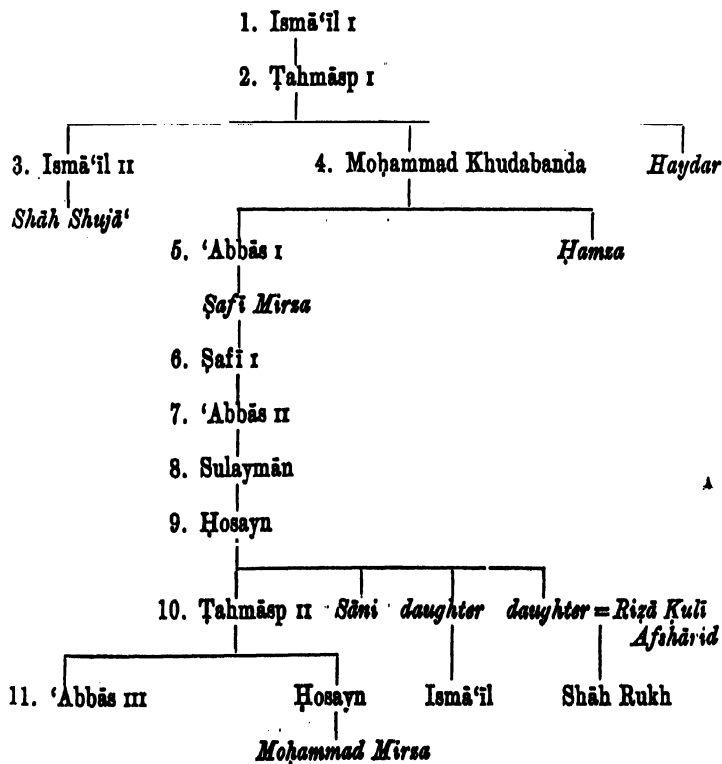 1. Ismā‘īl I
2. Ṭahmāsp I
3. Ismā‘īl II 4. Moḥammad Khudabanda Haydar
Shāh Shujā‘
5. ‘Abbās I Ḥamza
Ṣafī Mirza
6. Ṣafī I
7. ‘Abbās II
8. Sulaymān
9. Ḥosayn
10. Ṭahmāsp II Sāni daughter daughter = Riẓā Ḳulī
Afshārid
11. ‘Abbās III Ḥosayn Ismā‘īl Shāh Rukh
Moḥammad Mirza